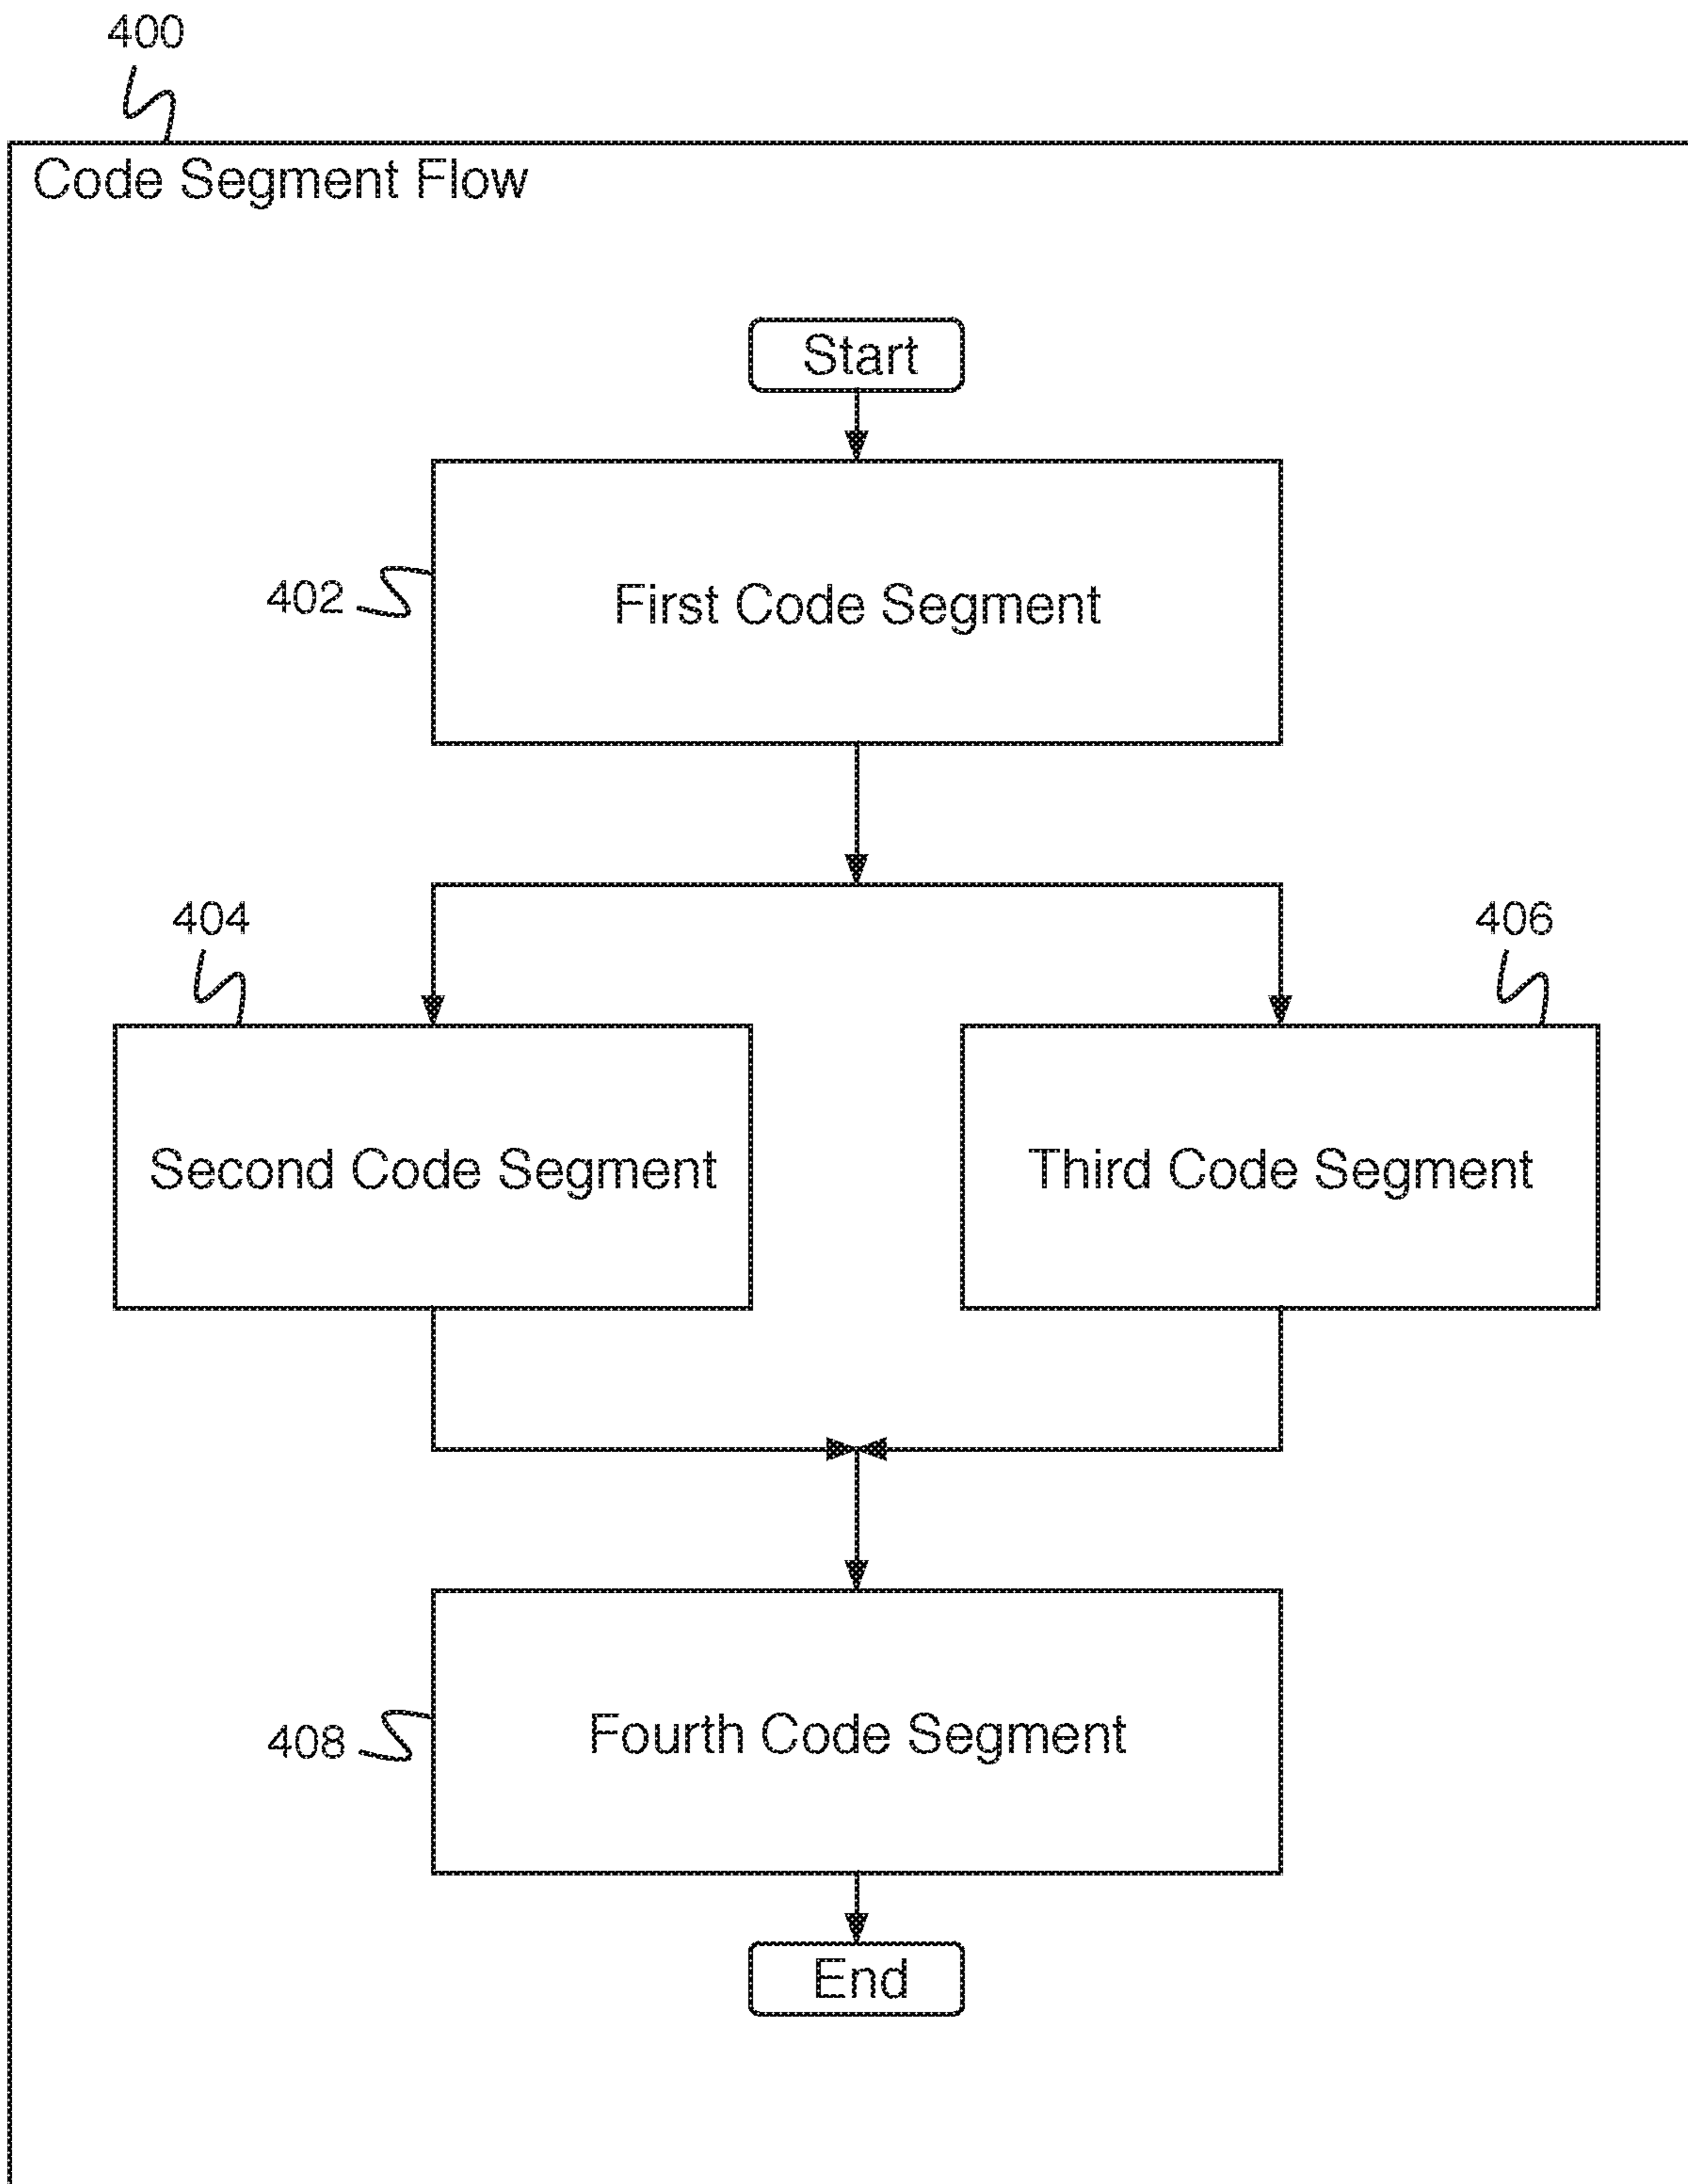 400
Code Segment Flow
Start
402
First Code Segment
404
406
Second Code Segment
Third Code Segment
408
Fourth Code Segment
End